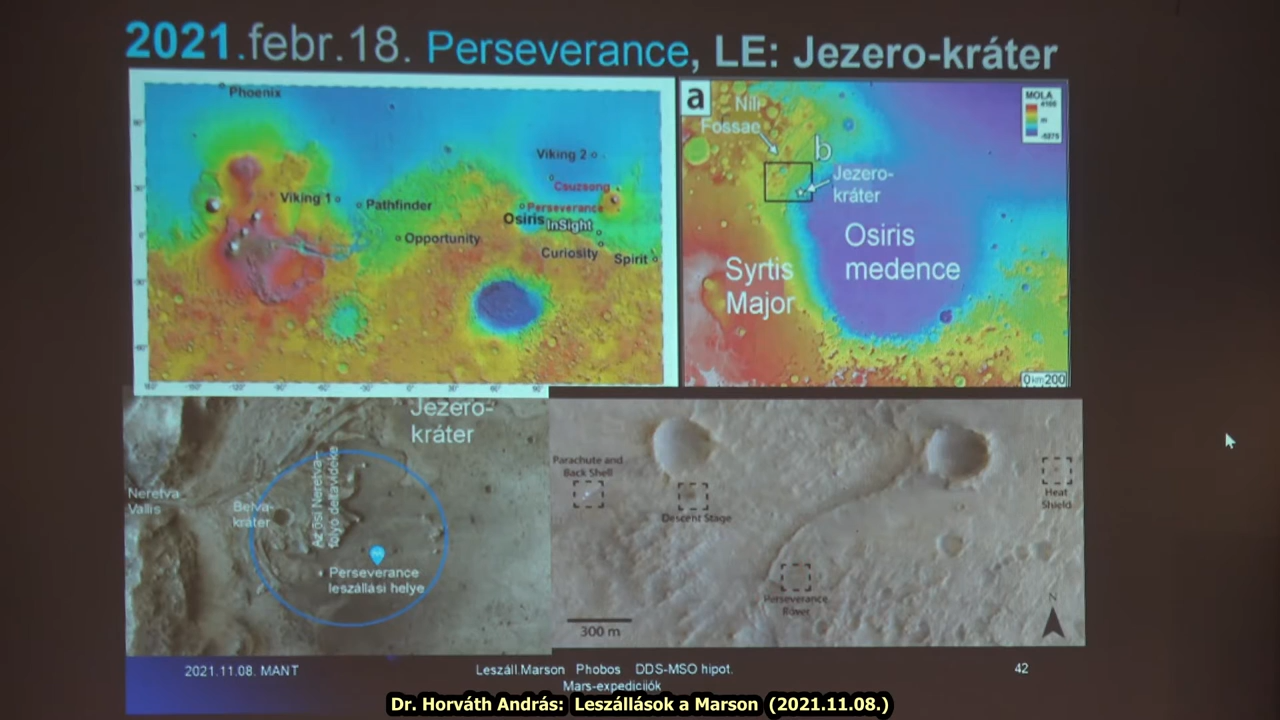 2021.febr.18. Perseverance, LE: Jezero-kráter
Phoenix
Viking 2
Csuzsong
Viking 1
Pathfinder
Perseverance
Osiris
InSight
Opportunity
Curiosity
Spirit
a
Nili
Fossae
b
Jezero-
kráter
Osiris
medence
Syrtis
Major
MOLA
m
0 km 200
Jezero-
kráter
Neretva
Vallis
Belva-
kráter
Az ősi Neretva-
folyó deltavidéke
Perseverance
leszállási helye
Parachute and
Back Shell
Descent Stage
Heat
Shield
Perseverance
Rover
300 m
N
2021.11.08. MANT
Leszáll.Marson Phobos DDS-MSO hipot.
Mars-expedíciók
42
Dr. Horváth András: Leszállások a Marson (2021.11.08.)